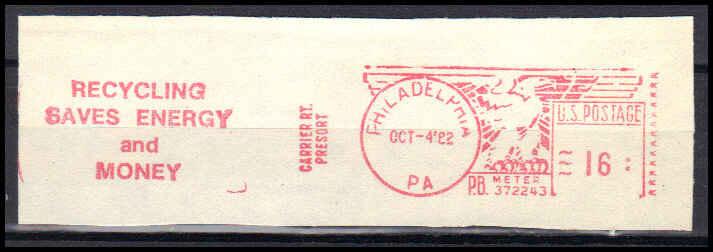 RECYCLING
SAVES ENERGY
and
MONEY
CARRIER RT.
PRESORT
PHILADELPHIA
OCT-4'82
PA
P.B. METER
372243
U.S. POSTAGE
16